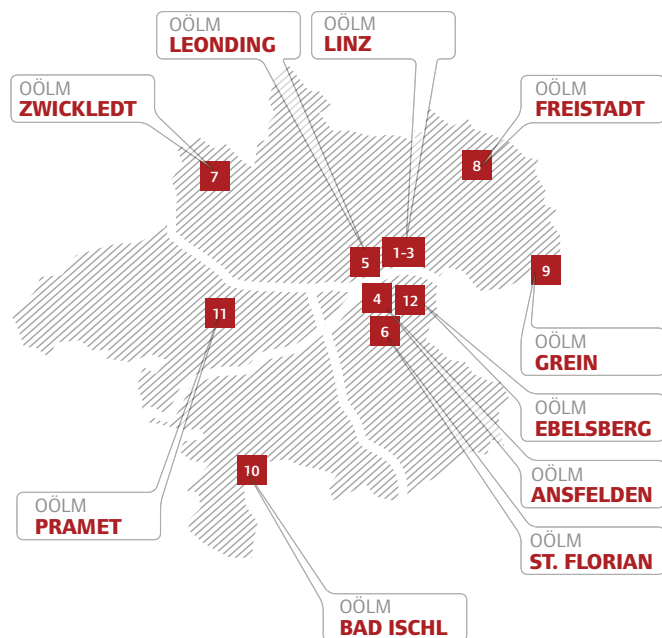 OÖLM
LEONDING
OÖLM
LINZ
OÖLM
ZWICKLEDT
OÖLM
FREISTADT
7
8
1-3
5
9
4
12
11
6
OÖLM
GREIN
OÖLM
EBELSBERG
10
OÖLM
ANSFELDEN
OÖLM
PRAMET
OÖLM
ST. FLORIAN
OÖLM
BAD ISCHL